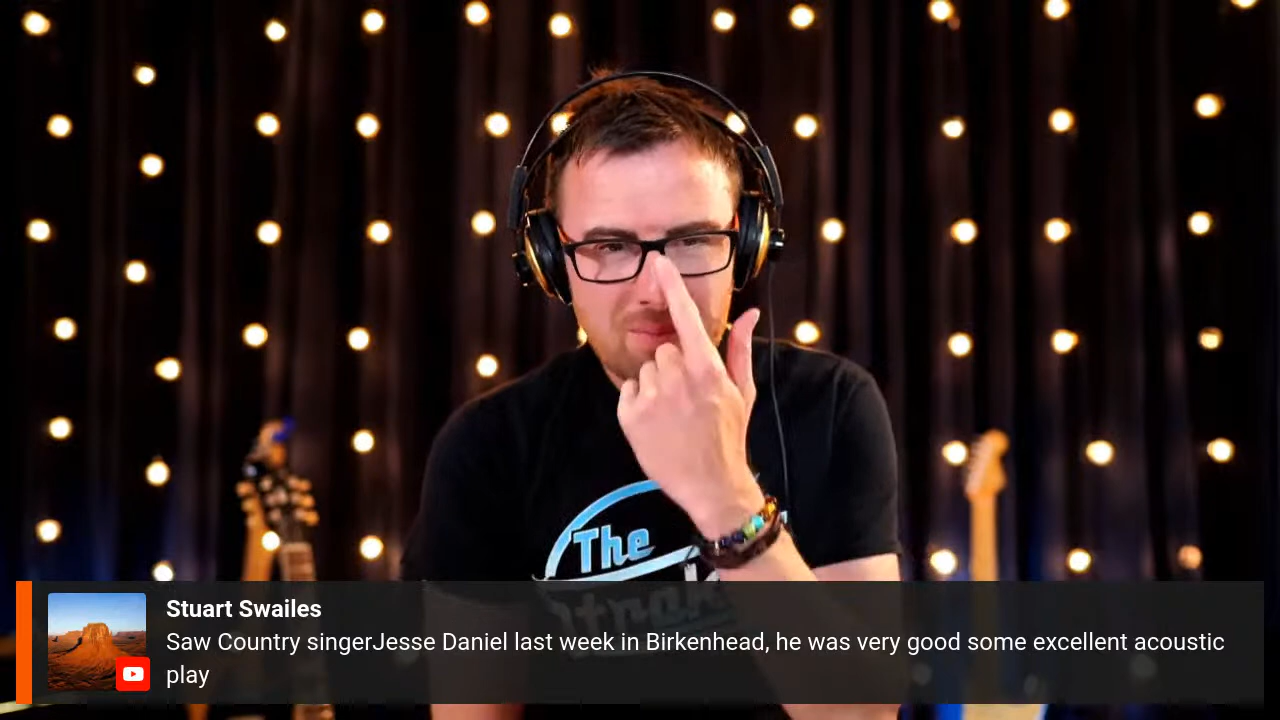 The
Stuart Swailes
Saw Country singerJesse Daniel last week in Birkenhead, he was very good some excellent acoustic
play